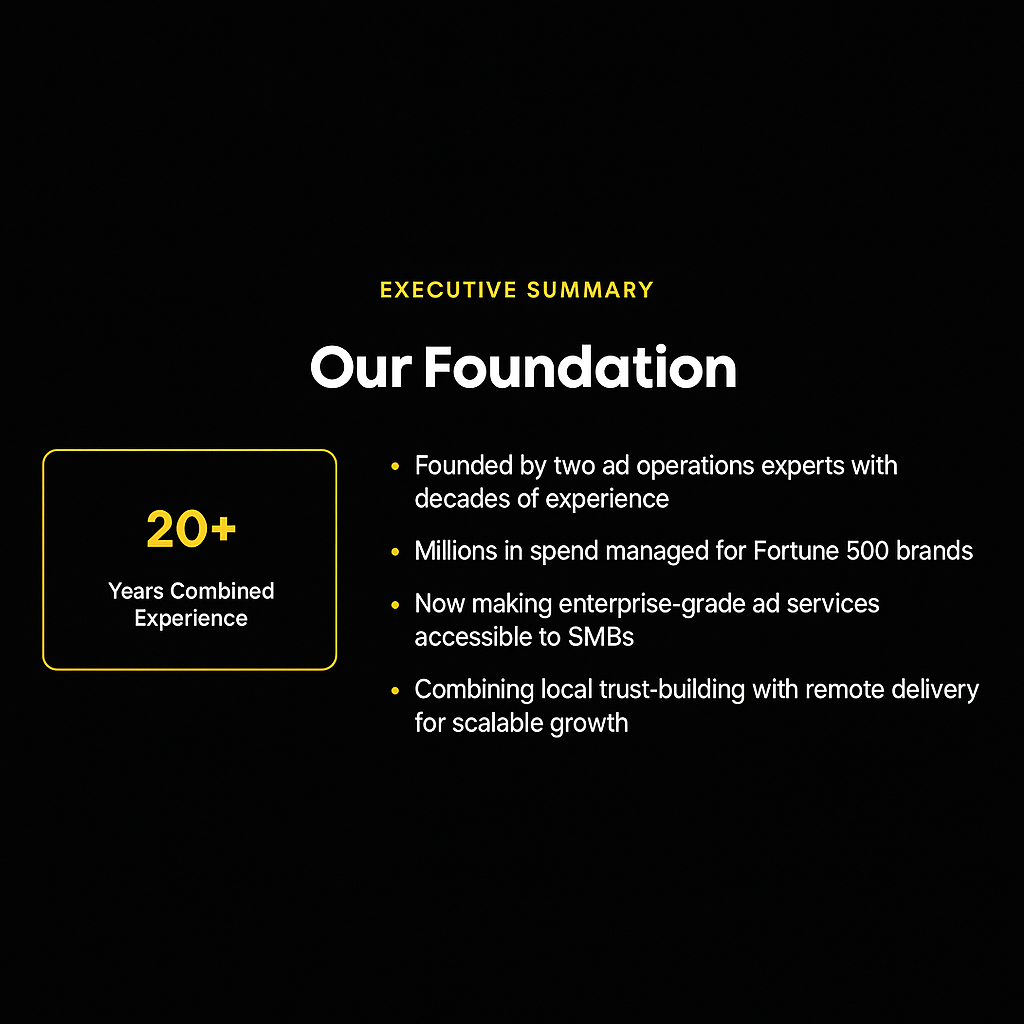 EXECUTIVE SUMMARY
Our Foundation
20+
Years Combined
Experience
• Founded by two ad operations experts with
decades of experience
• Millions in spend managed for Fortune 500 brands
• Now making enterprise-grade ad services
accessible to SMBs
• Combining local trust-building with remote delivery
for scalable growth